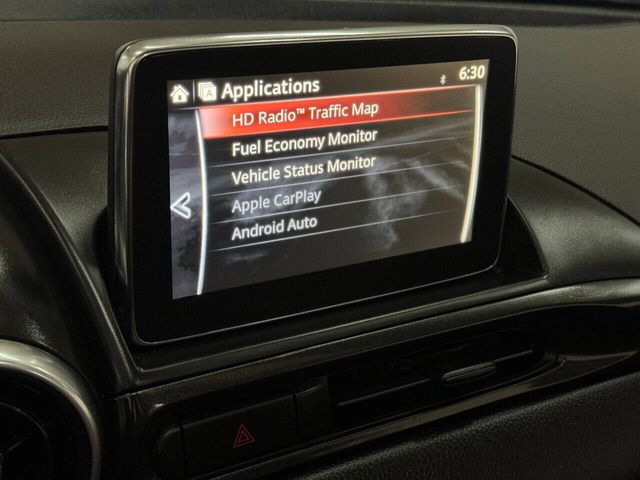 Applications
6:30
HD Radio™ Traffic Map
Fuel Economy Monitor
Vehicle Status Monitor
Apple CarPlay
Android Auto